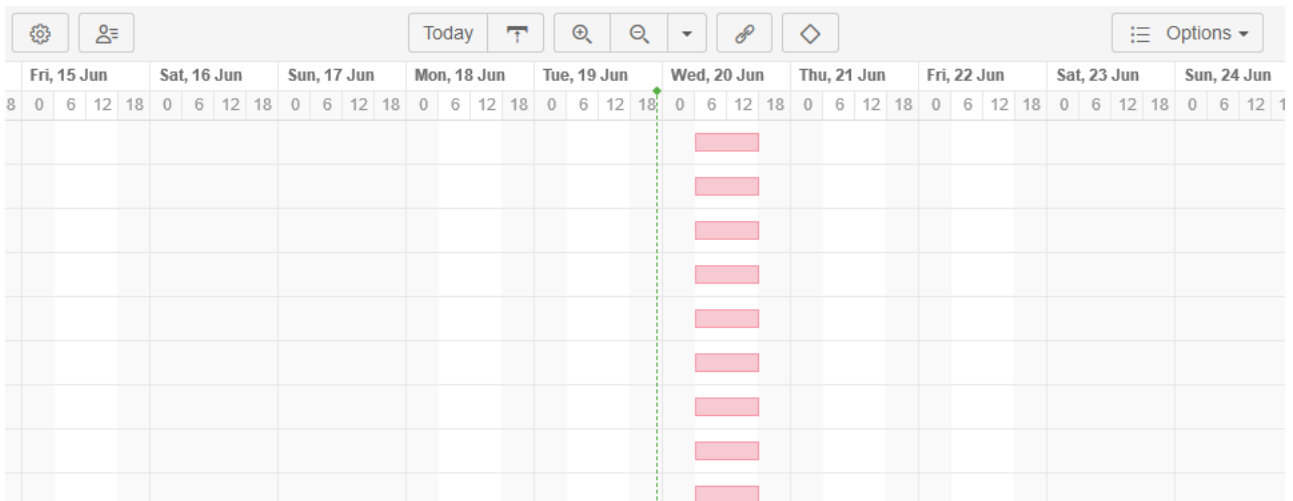 Today Options
Fri, 15 Jun Sat, 16 Jun Sun, 17 Jun Mon, 18 Jun Tue, 19 Jun Wed, 20 Jun Thu, 21 Jun Fri, 22 Jun Sat, 23 Jun Sun, 24 Jun
8 0 6 12 18 0 6 12 18 0 6 12 18 0 6 12 18 0 6 12 18 0 6 12 18 0 6 12 18 0 6 12 18 0 6 12 18 0 6 12 1